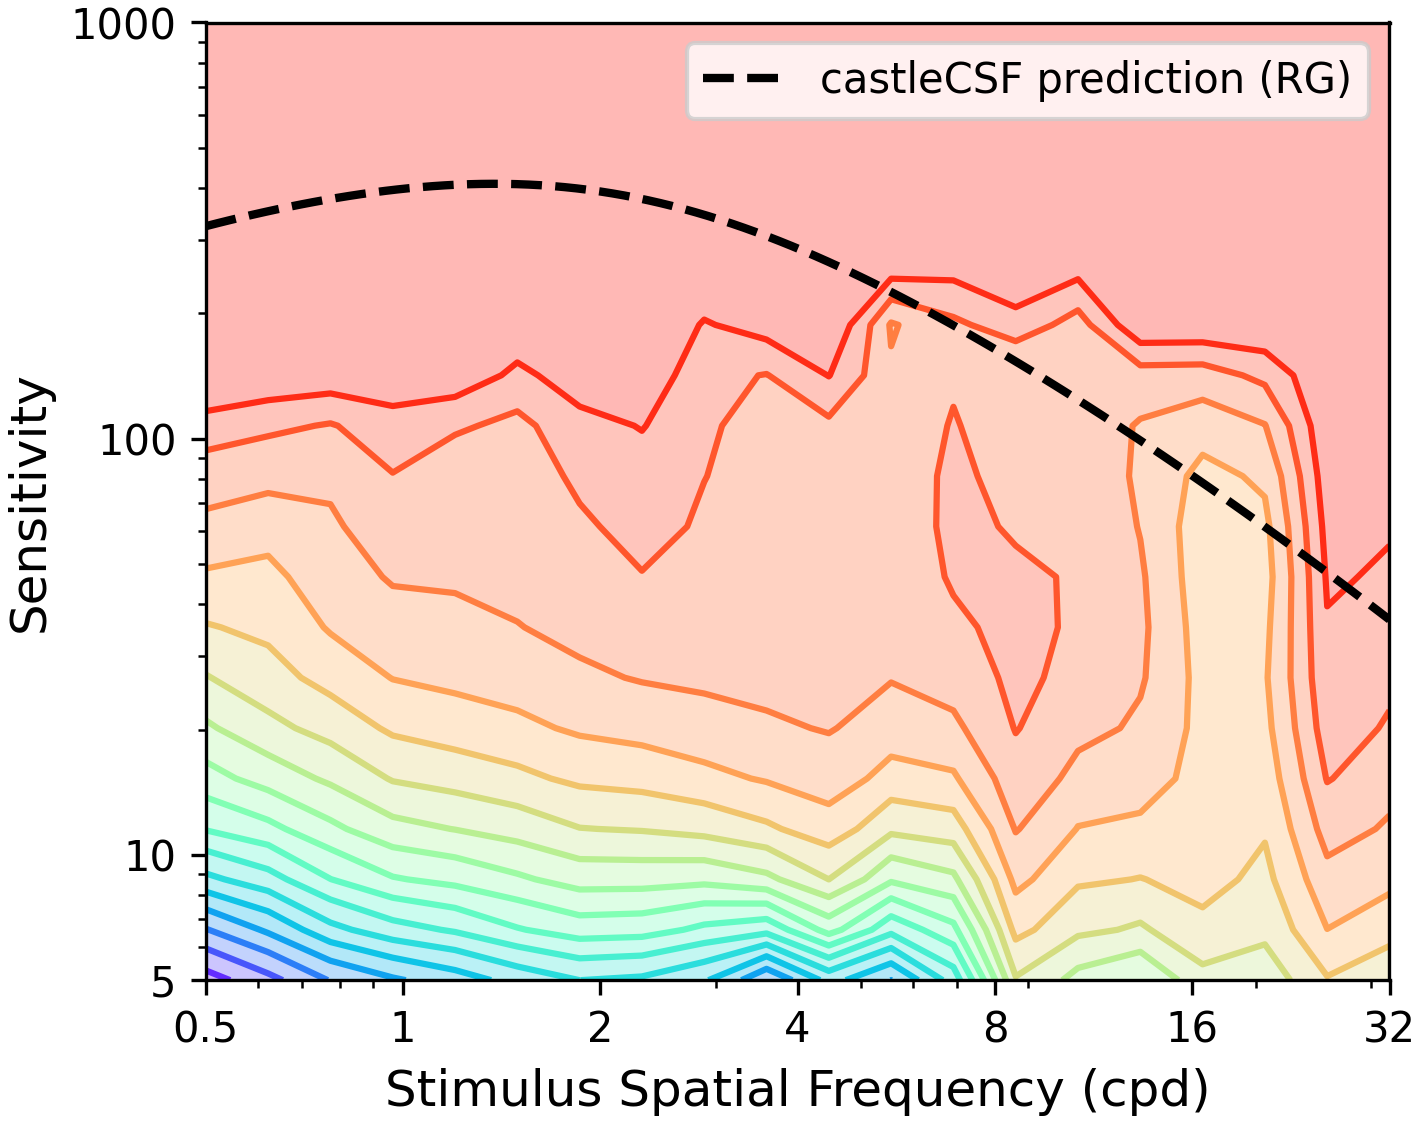 1000
castleCSF prediction (RG)
Sensitivity
100
10
5
0.5 1 2 4 8 16 32
Stimulus Spatial Frequency (cpd)